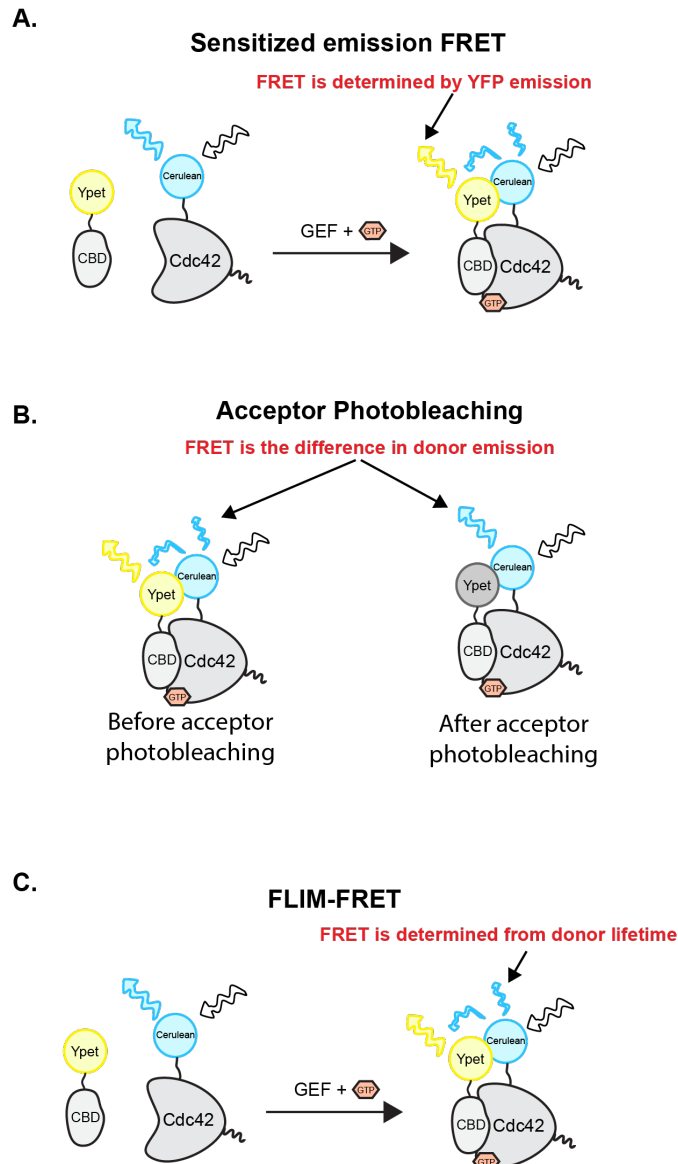 A.
Sensitized emission FRET
FRET is determined by YFP emission
Ypet
Cerulean
CBD
Cdc42
GEF + GTP
Cerulean
Ypet
CBD
Cdc42
GTP
B.
Acceptor Photobleaching
FRET is the difference in donor emission
Cerulean
Ypet
CBD
Cdc42
GTP
Before acceptor
photobleaching
Cerulean
Ypet
CBD
Cdc42
GTP
After acceptor
photobleaching
C.
FLIM-FRET
FRET is determined from donor lifetime
Ypet
Cerulean
CBD
Cdc42
GEF + GTP
Cerulean
Ypet
CBD
Cdc42
GTP